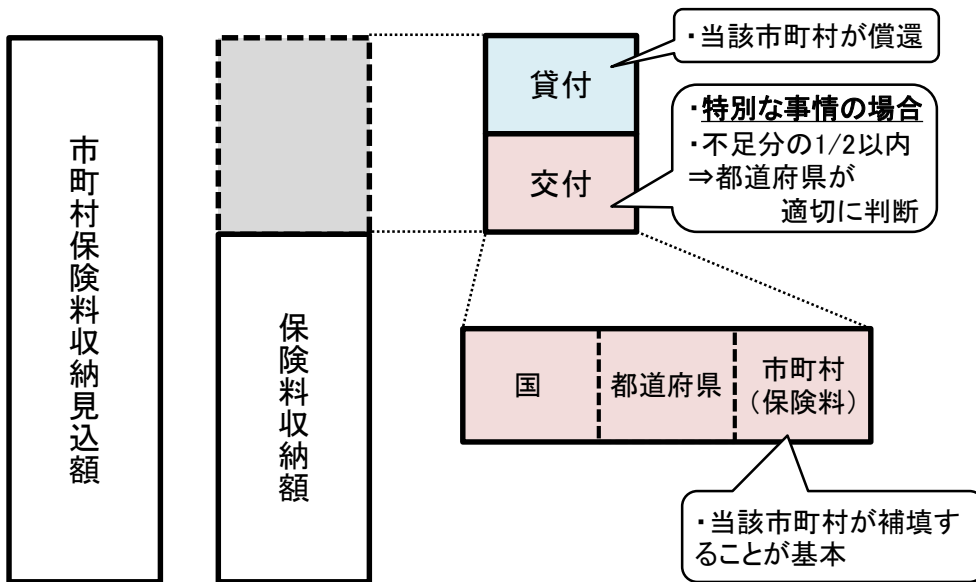 市町村保険料収納見込額
保険料収納額
貸付
交付
・当該市町村が償還
・特別な事情の場合
・不足分の1/2以内
⇒都道府県が
適切に判断
国
都道府県
市町村
（保険料）
・当該市町村が補填す
ることが基本